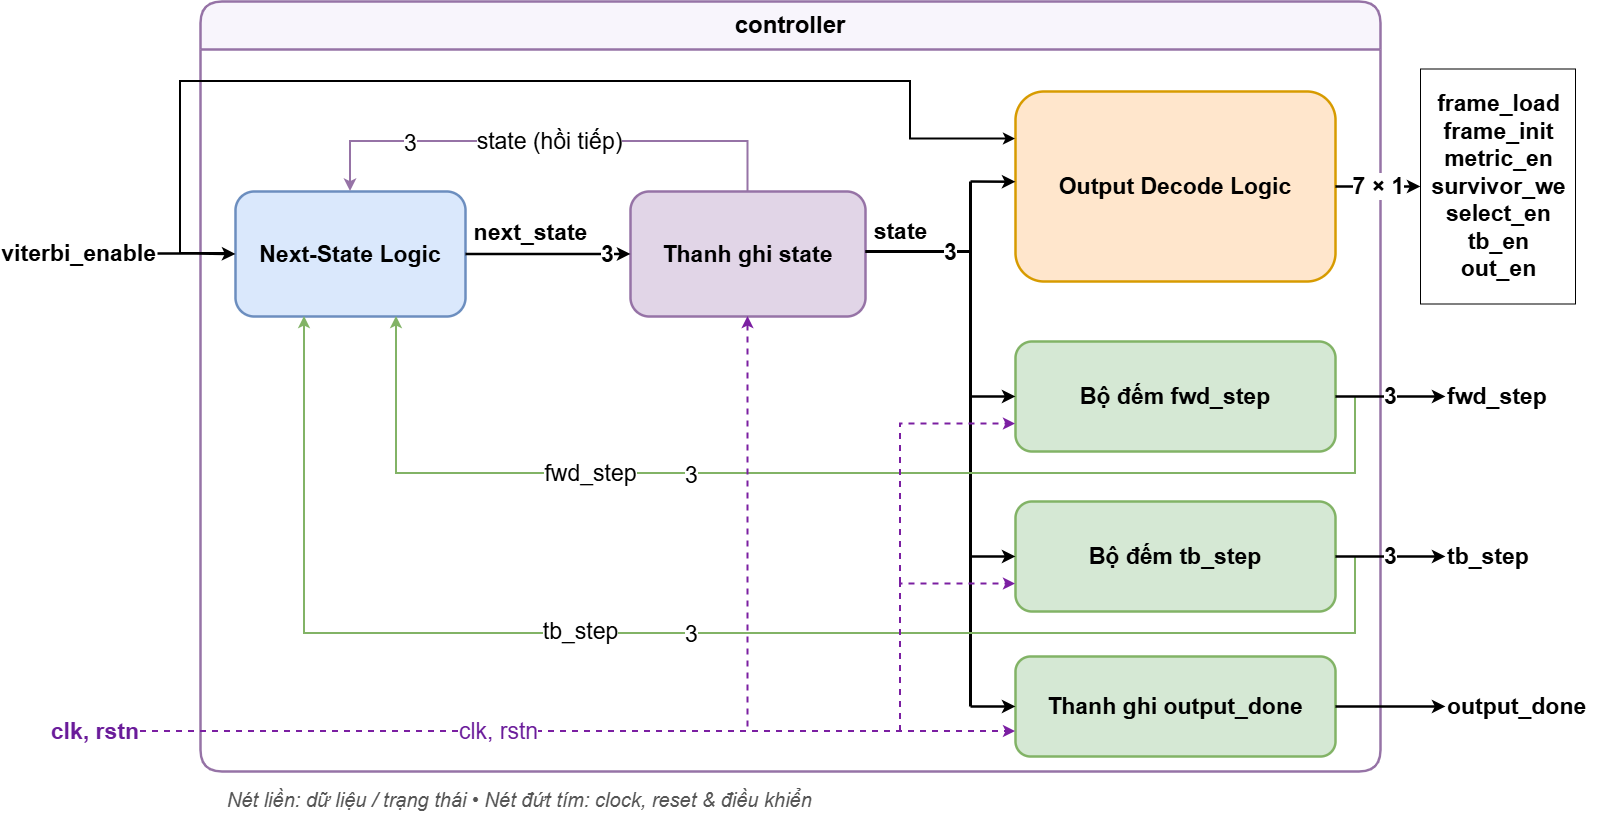 controller
frame_load
frame_init
metric_en
survivor_we
select_en
tb_en
out_en
3
state (hồi tiếp)
Output Decode Logic
7 × 1
viterbi_enable
Next-State Logic
next_state
3
Thanh ghi state
state
3
Bộ đếm fwd_step
3
fwd_step
fwd_step
3
Bộ đếm tb_step
3
tb_step
tb_step
3
Thanh ghi output_done
output_done
clk, rstn
clk, rstn
Nét liền: dữ liệu / trạng thái • Nét đứt tím: clock, reset & điều khiển